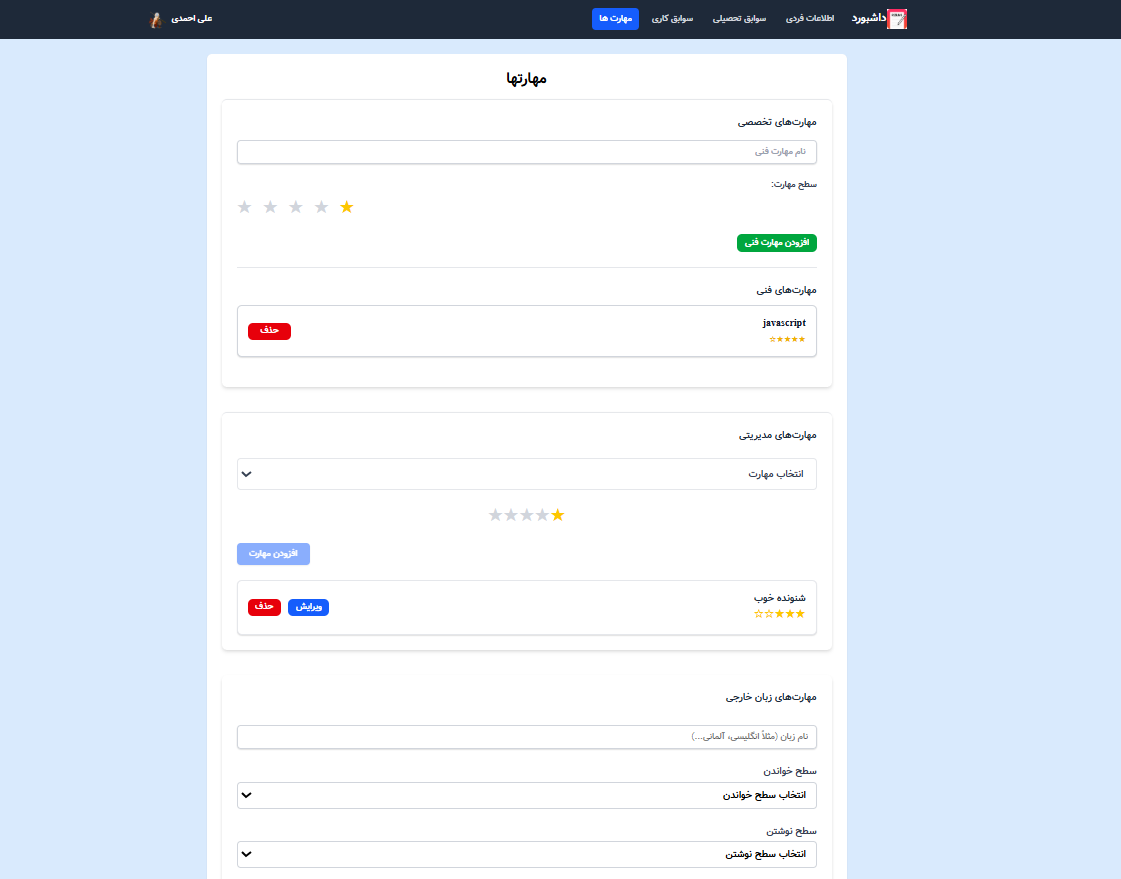 داشبورد
اطلاعات فردی
سوابق تحصیلی
سوابق کاری
مهارت ها
علی احمدی
مهارتها
مهارت‌های تخصصی
نام مهارت فنی
سطح مهارت:
افزودن مهارت فنی
مهارت‌های فنی
javascript
حذف
مهارت‌های مدیریتی
انتخاب مهارت
افزودن مهارت
شنونده خوب
ویرایش
حذف
مهارت‌های زبان خارجی
نام زبان (مثلاً انگلیسی، آلمانی...)
سطح خواندن
انتخاب سطح خواندن
سطح نوشتن
انتخاب سطح نوشتن